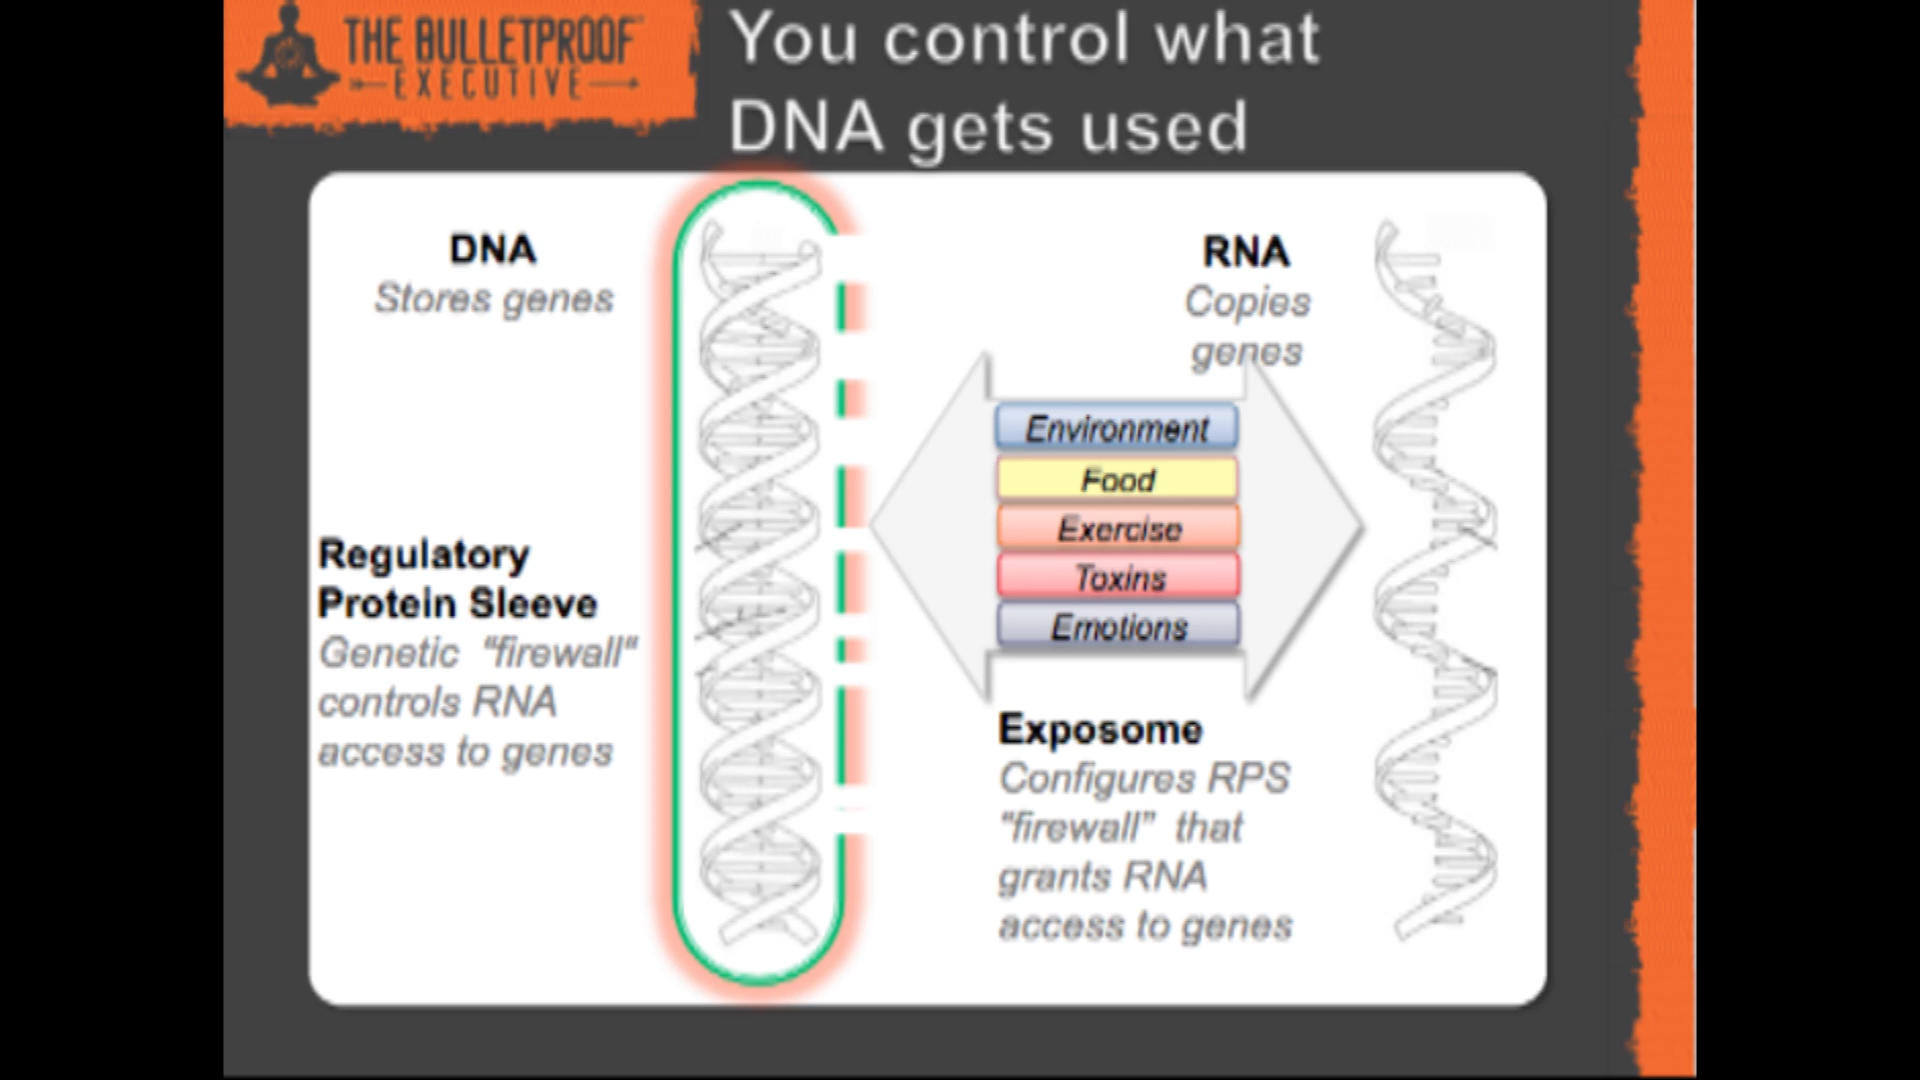 THE BULLETPROOF
EXECUTIVE
You control what
DNA gets used
DNA
Stores genes
Regulatory
Protein Sleeve
Genetic "firewall"
controls RNA
access to genes
RNA
Copies
genes
Environment
Food
Exercise
Toxins
Emotions
Exposome
Configures RPS
"firewall" that
grants RNA
access to genes